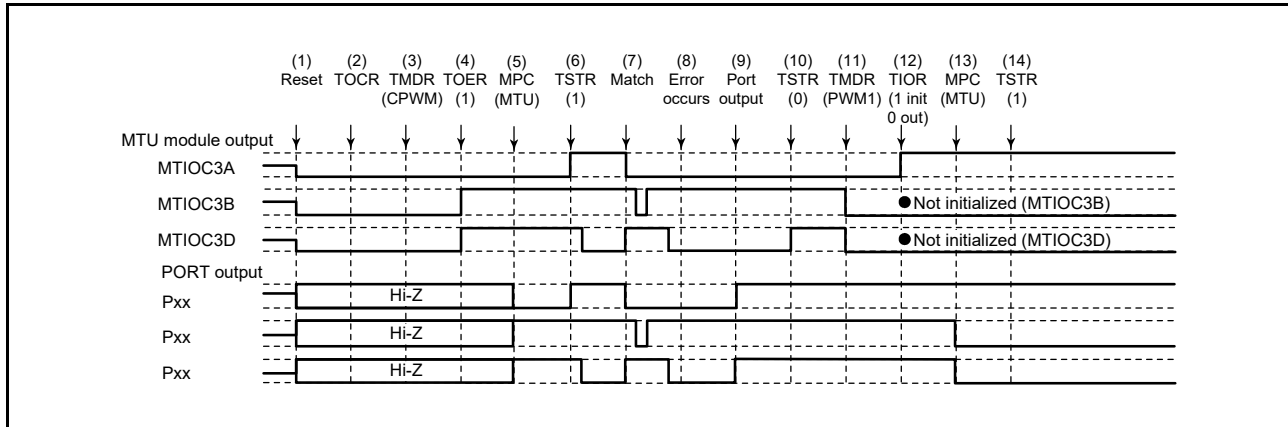 (1) (2) (3) (4) (5) (6) (7) (8) (9) (10) (11) (12) (13) (14)
Reset TOCR TMDR TOER MPC TSTR Match Error Port TSTR TMDR TIOR MPC TSTR
(CPWM) (1) (MTU) (1) occurs output (0) (PWM1) (1 init (MTU) (1)
0 out)
MTU module output
MTIOC3A
MTIOC3B ●Not initialized (MTIOC3B)
MTIOC3D ●Not initialized (MTIOC3D)
PORT output
Pxx Hi-Z
Pxx Hi-Z
Pxx Hi-Z